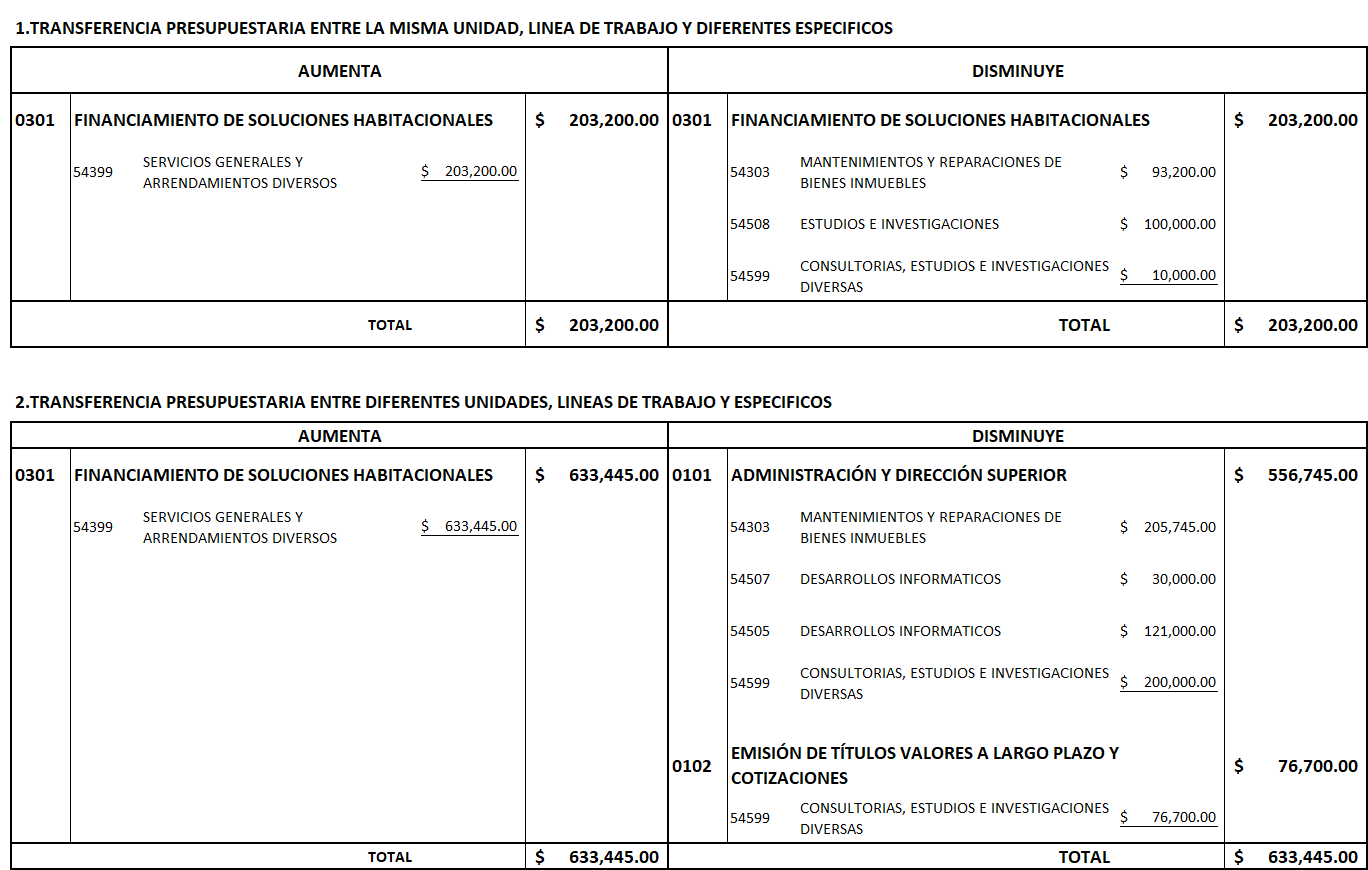 1.TRANSFERENCIA PRESUPUESTARIA ENTRE LA MISMA UNIDAD, LINEA DE TRABAJO Y DIFERENTES ESPECIFICOS
AUMENTA DISMINUYE
0301 FINANCIAMIENTO DE SOLUCIONES HABITACIONALES $ 203,200.00 0301 FINANCIAMIENTO DE SOLUCIONES HABITACIONALES $ 203,200.00
54399 SERVICIOS GENERALES Y
ARRENDAMIENTOS DIVERSOS $ 203,200.00 54303 MANTENIMIENTOS Y REPARACIONES DE
BIENES INMUEBLES $ 93,200.00
54508 ESTUDIOS E INVESTIGACIONES $ 100,000.00
54599 CONSULTORIAS, ESTUDIOS E INVESTIGACIONES
DIVERSAS $ 10,000.00
TOTAL $ 203,200.00 TOTAL $ 203,200.00
2.TRANSFERENCIA PRESUPUESTARIA ENTRE DIFERENTES UNIDADES, LINEAS DE TRABAJO Y ESPECIFICOS
AUMENTA DISMINUYE
0301 FINANCIAMIENTO DE SOLUCIONES HABITACIONALES $ 633,445.00 0101 ADMINISTRACIÓN Y DIRECCIÓN SUPERIOR $ 556,745.00
54399 SERVICIOS GENERALES Y
ARRENDAMIENTOS DIVERSOS $ 633,445.00 54303 MANTENIMIENTOS Y REPARACIONES DE
BIENES INMUEBLES $ 205,745.00
54507 DESARROLLOS INFORMATICOS $ 30,000.00
54505 DESARROLLOS INFORMATICOS $ 121,000.00
54599 CONSULTORIAS, ESTUDIOS E INVESTIGACIONES
DIVERSAS $ 200,000.00
0102 EMISIÓN DE TÍTULOS VALORES A LARGO PLAZO Y
COTIZACIONES $ 76,700.00
54599 CONSULTORIAS, ESTUDIOS E INVESTIGACIONES
DIVERSAS $ 76,700.00
TOTAL $ 633,445.00 TOTAL $ 633,445.00